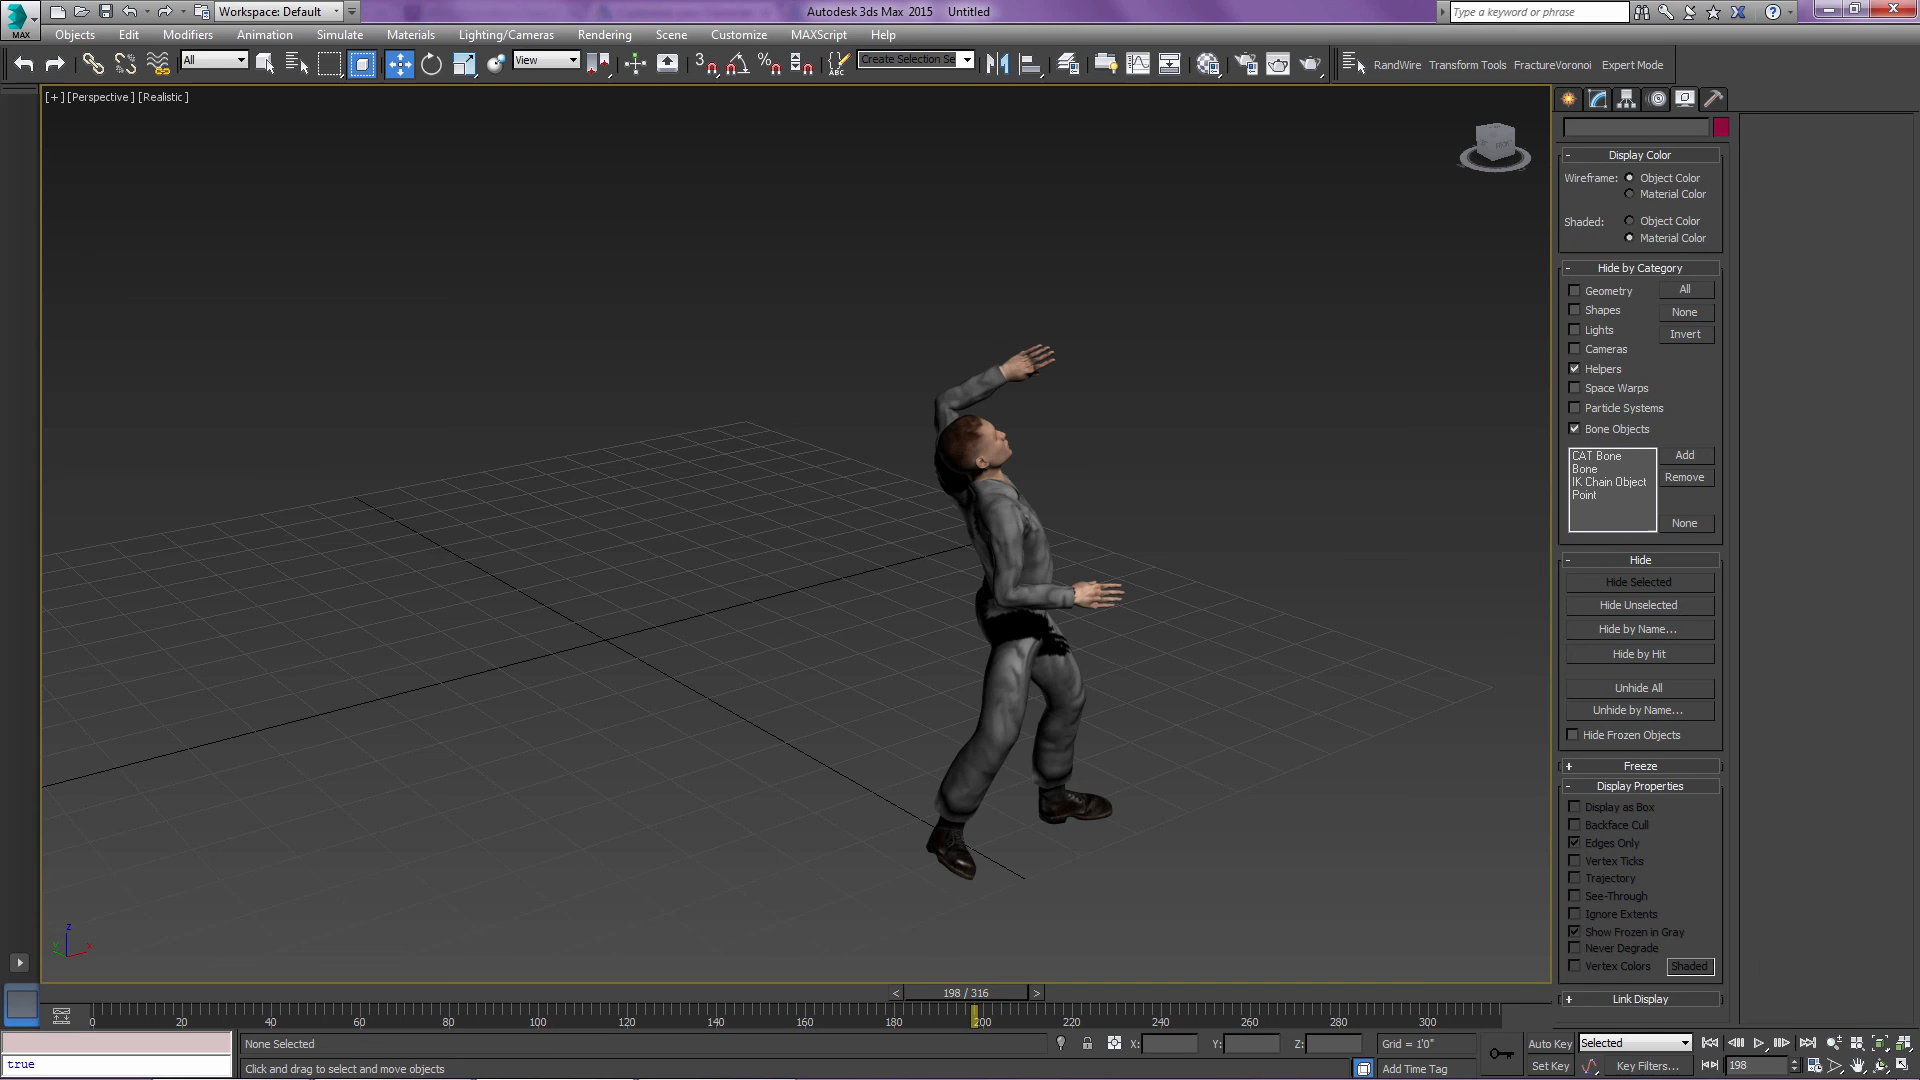 Workspace: Default
Autodesk 3ds Max 2015 Untitled
Type a keyword or phrase
MAX
Objects Edit Modifiers Animation Simulate Materials Lighting/Cameras Rendering Scene Customize MAXScript Help
All
View
3
%
ABC
Create Selection Se
RandWire Transform Tools FractureVoronoi Expert Mode
[+] [Perspective] [Realistic]
- Display Color
Wireframe: Object Color
Material Color
Shaded: Object Color
Material Color
- Hide by Category
Geometry All
Shapes None
Lights Invert
Cameras
Helpers
Space Warps
Particle Systems
Bone Objects
CAT Bone Add
Bone
IK Chain Object Remove
Point
None
- Hide
Hide Selected
Hide Unselected
Hide by Name...
Hide by Hit
Unhide All
Unhide by Name...
Hide Frozen Objects
+ Freeze
- Display Properties
Display as Box
Backface Cull
Edges Only
Vertex Ticks
Trajectory
See-Through
Ignore Extents
Show Frozen in Gray
Never Degrade
Vertex Colors Shaded
+ Link Display
z
y x
< 198 / 316 >
0 20 40 60 80 100 120 140 160 180 200 220 240 260 280 300
None Selected X: Y: Z: Grid = 1'0" Auto Key Selected
true
Click and drag to select and move objects Add Time Tag Set Key Key Filters... 198